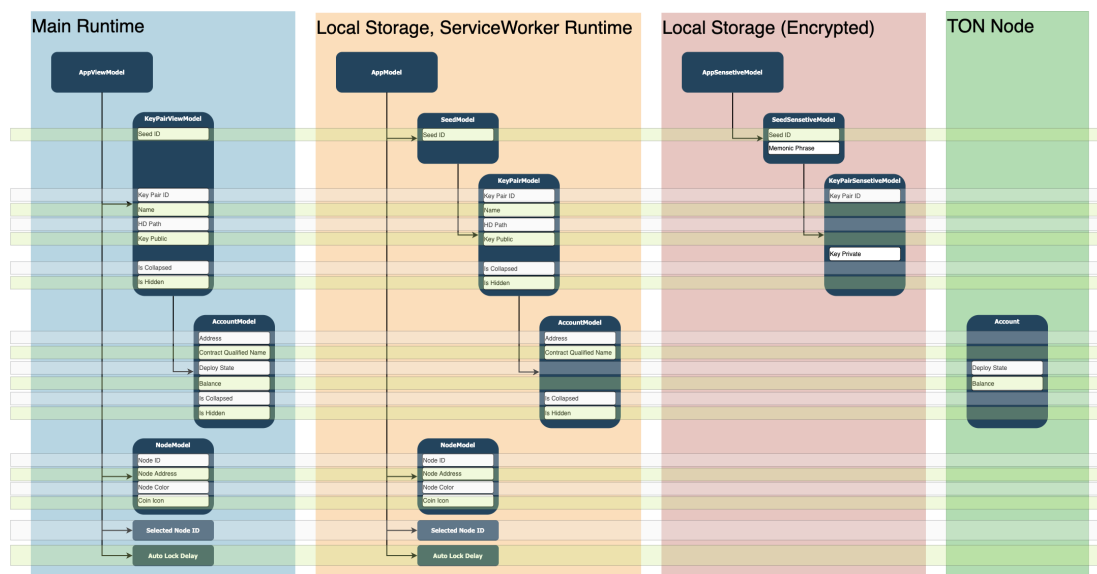 Main Runtime
AppViewModel
KeyPairViewModel
Seed ID
Key Pair ID
Name
HD Path
Key Public
Is Collapsed
Is Hidden
AccountModel
Address
Contract Qualified Name
Deploy State
Balance
Is Collapsed
Is Hidden
NodeModel
Node ID
Node Address
Node Color
Coin Icon
Selected Node ID
Auto Lock Delay
Local Storage, ServiceWorker Runtime
AppModel
SeedModel
Seed ID
KeyPairModel
Key Pair ID
Name
HD Path
Key Public
Is Collapsed
Is Hidden
AccountModel
Address
Contract Qualified Name
Is Collapsed
Is Hidden
NodeModel
Node ID
Node Address
Node Color
Coin Icon
Selected Node ID
Auto Lock Delay
Local Storage (Encrypted)
AppSensetiveModel
SeedSensetiveModel
Seed ID
Memonic Phrase
KeyPairSensetiveModel
Key Pair ID
Key Private
TON Node
Account
Deploy State
Balance